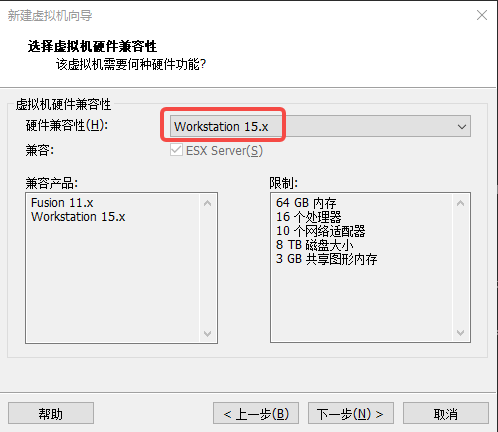 新建虚拟机向导
选择虚拟机硬件兼容性
该虚拟机需要何种硬件功能?
虚拟机硬件兼容性
硬件兼容性(H): Workstation 15.x
兼容: ESX Server(S)
兼容产品:
Fusion 11.x
Workstation 15.x
限制:
64 GB 内存
16 个处理器
10 个网络适配器
8 TB 磁盘大小
3 GB 共享图形内存
帮助 < 上一步(B) 下一步(N) > 取消